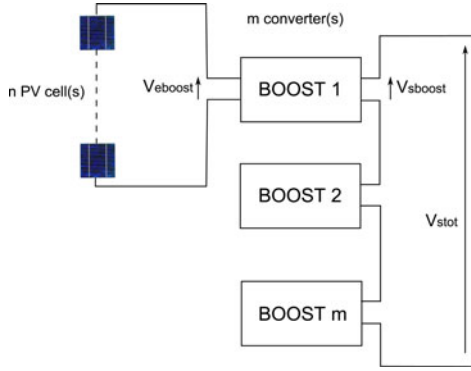 m converter(s)
n PV cell(s)
Veboost
BOOST 1
Vsboost
BOOST 2
Vstot
BOOST m